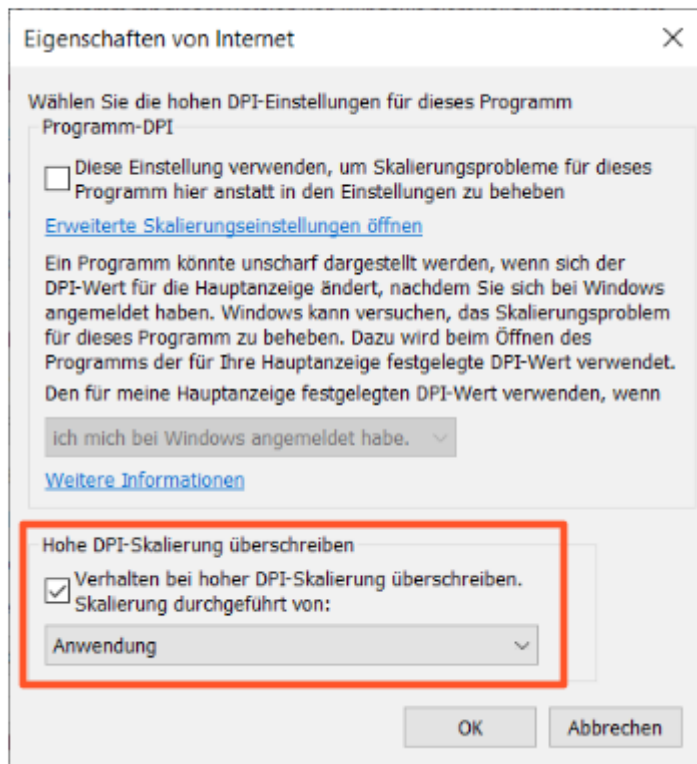 Eigenschaften von Internet
Wählen Sie die hohen DPI-Einstellungen für dieses Programm
Programm-DPI
Diese Einstellung verwenden, um Skalierungsprobleme für dieses
Programm hier anstatt in den Einstellungen zu beheben
Erweiterte Skalierungseinstellungen öffnen
Ein Programm könnte unscharf dargestellt werden, wenn sich der
DPI-Wert für die Hauptanzeige ändert, nachdem Sie sich bei Windows
angemeldet haben. Windows kann versuchen, das Skalierungsproblem
für dieses Programm zu beheben. Dazu wird beim Öffnen des
Programms der für Ihre Hauptanzeige festgelegte DPI-Wert verwendet.
Den für meine Hauptanzeige festgelegten DPI-Wert verwenden, wenn
ich mich bei Windows angemeldet habe.
Weitere Informationen
Hohe DPI-Skalierung überschreiben
Verhalten bei hoher DPI-Skalierung überschreiben.
Skalierung durchgeführt von:
Anwendung
OK Abbrechen